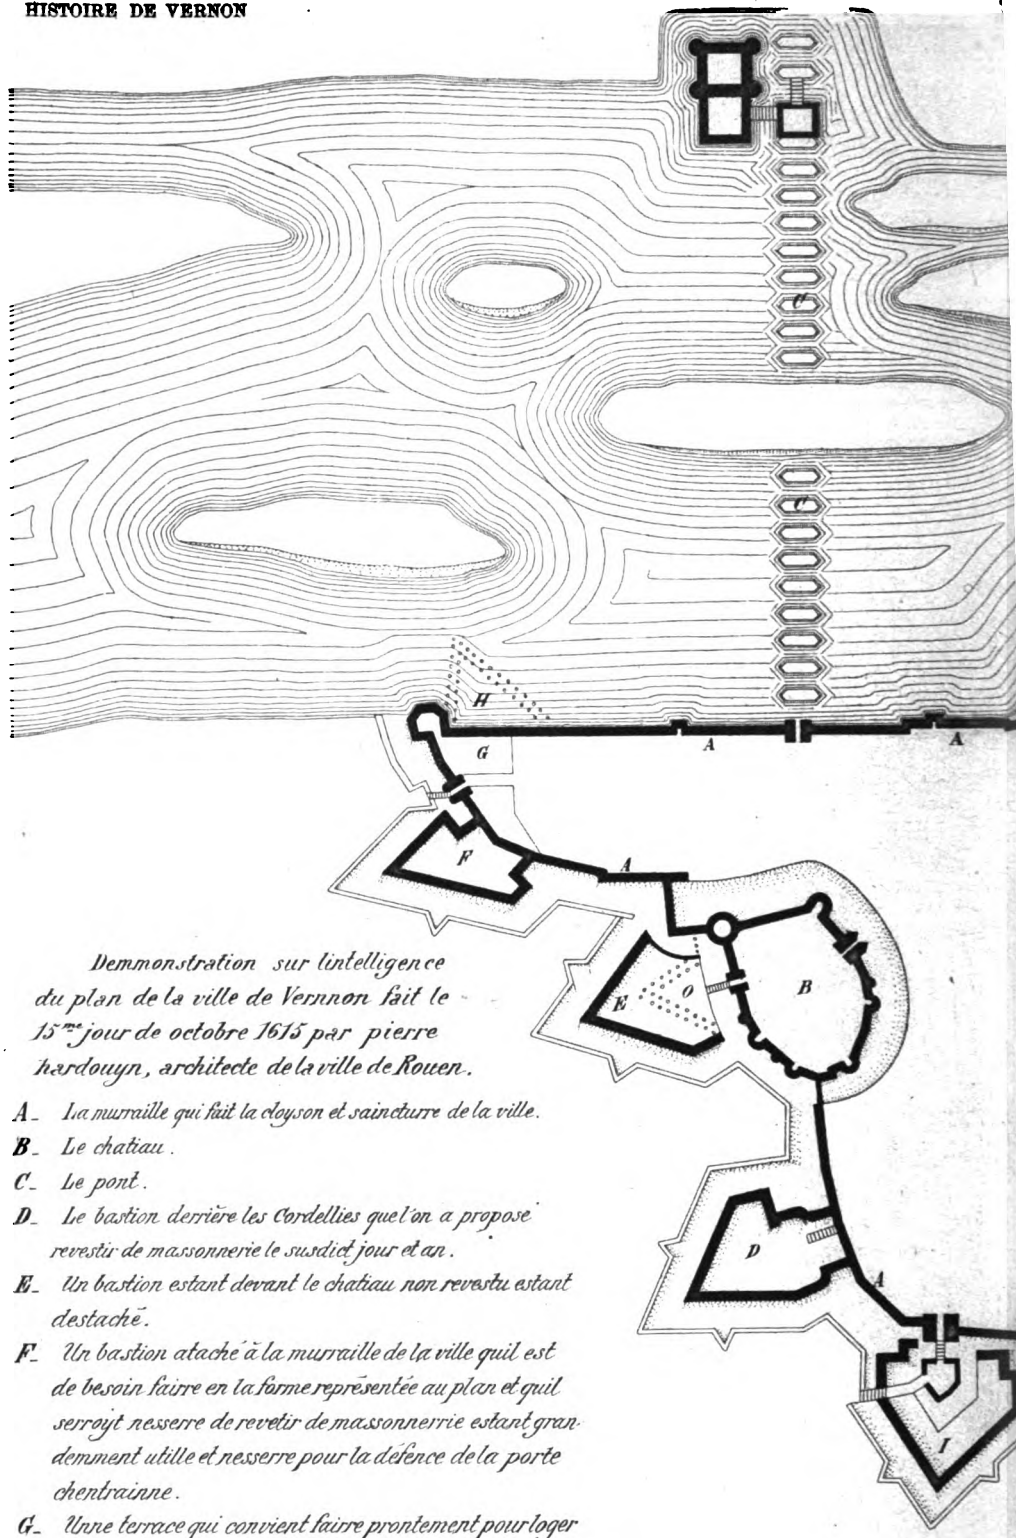 HISTOIRE DE VERNON
C
C
H
G
A
A
F
A
E
O
B
D
A
I
Demmonstration sur lintelligence
du plan de la ville de Vernnon fait le
15me jour de octobre 1615 par pierre
hardouyn, architecte de la ville de Rouen.
A_ La murraille qui fait la cloyson et saincturre de la ville.
B_ Le chatiau.
C_ Le pont.
D_ Le bastion derrière les Cordellies que l'on a propose
revestir de massonnerie le susdict jour et an.
E_ Un bastion estant devant le chatiau non revestu estant
destaché.
F_ Un bastion ataché à la murraille de la ville quil est
de besoin fairre en la forme représentée au plan et quil
serroyt nesserre de revetir de massonnerrie estant gran-
demment utille et nesserre pour la défence de la porte
chentrainne.
G_ Unne terrace qui convient fairre prontement pour loger